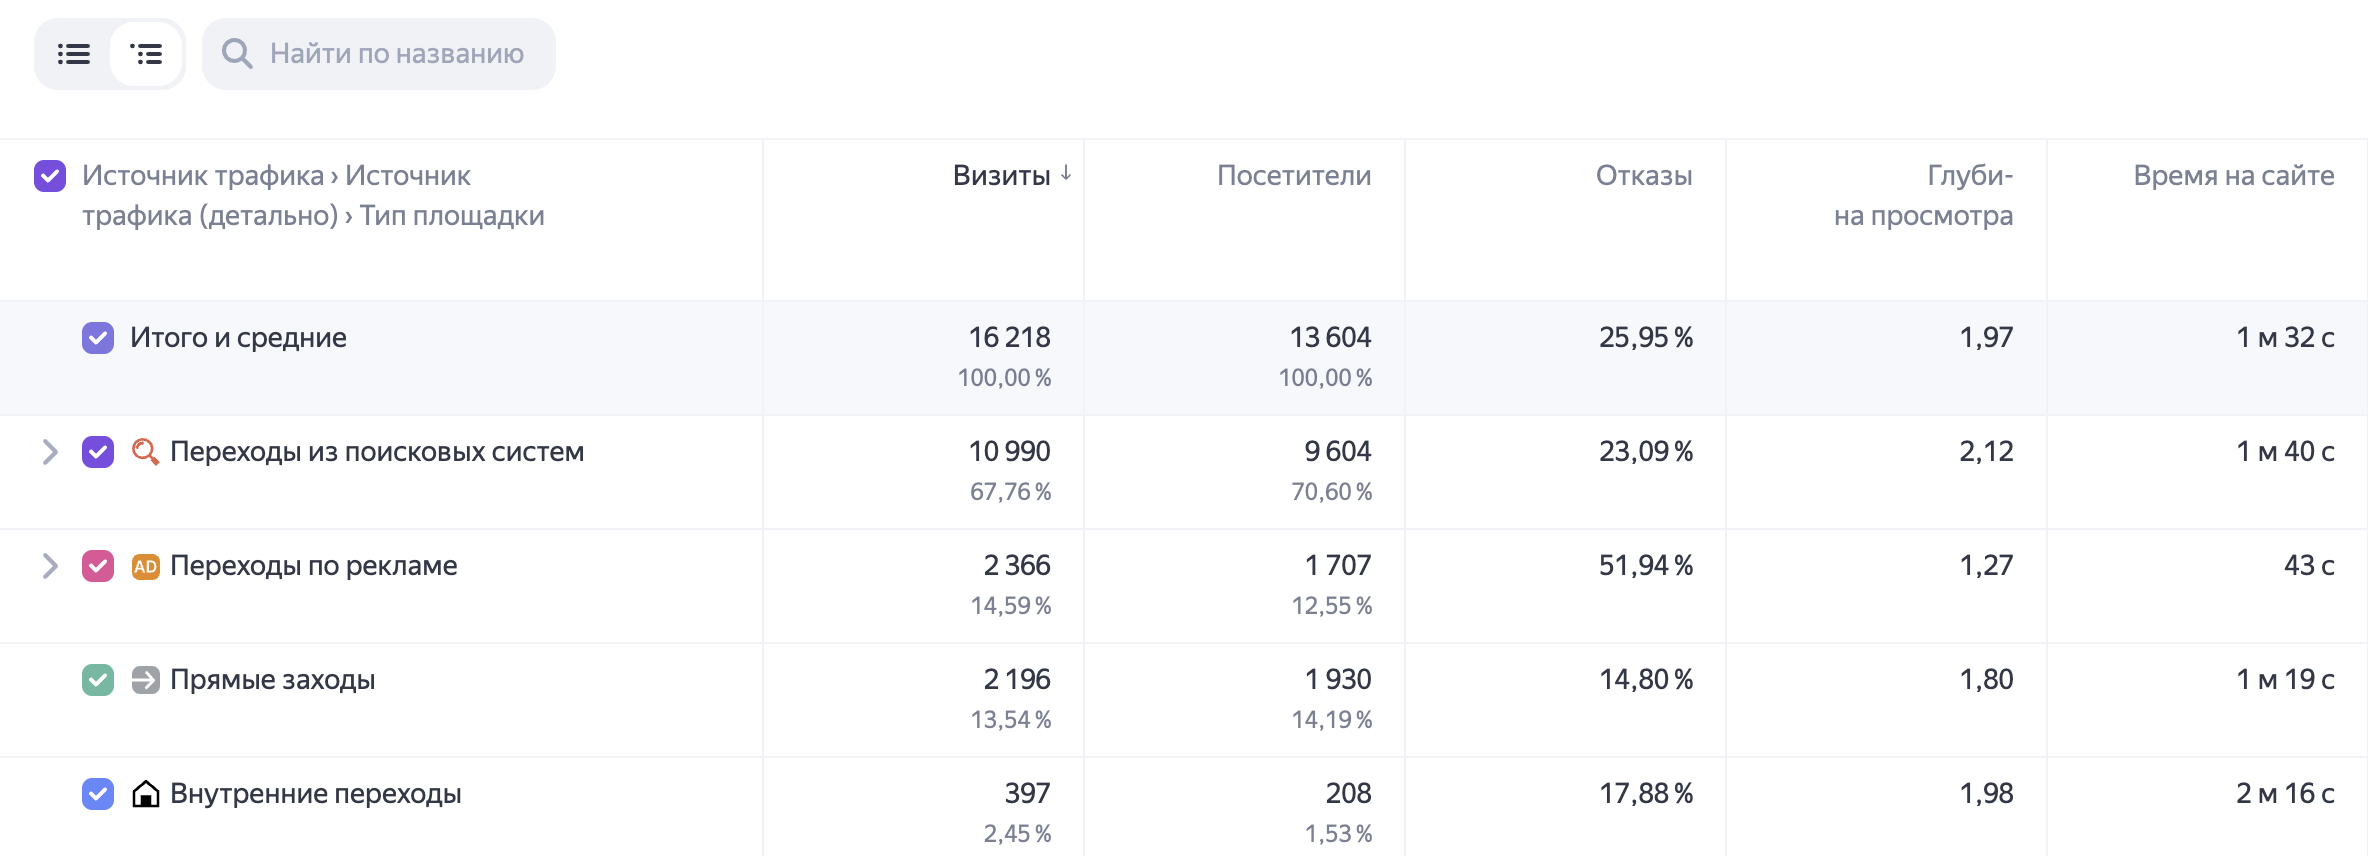 Найти по названию
Источник трафика › Источник
трафика (детально) › Тип площадки
Визиты ↓
Посетители
Отказы
Глуби-
на просмотра
Время на сайте
Итого и средние
16 218
100,00 %
13 604
100,00 %
25,95 %
1,97
1 м 32 с
Переходы из поисковых систем
10 990
67,76 %
9 604
70,60 %
23,09 %
2,12
1 м 40 с
AD Переходы по рекламе
2 366
14,59 %
1 707
12,55 %
51,94 %
1,27
43 с
Прямые заходы
2 196
13,54 %
1 930
14,19 %
14,80 %
1,80
1 м 19 с
Внутренние переходы
397
2,45 %
208
1,53 %
17,88 %
1,98
2 м 16 с